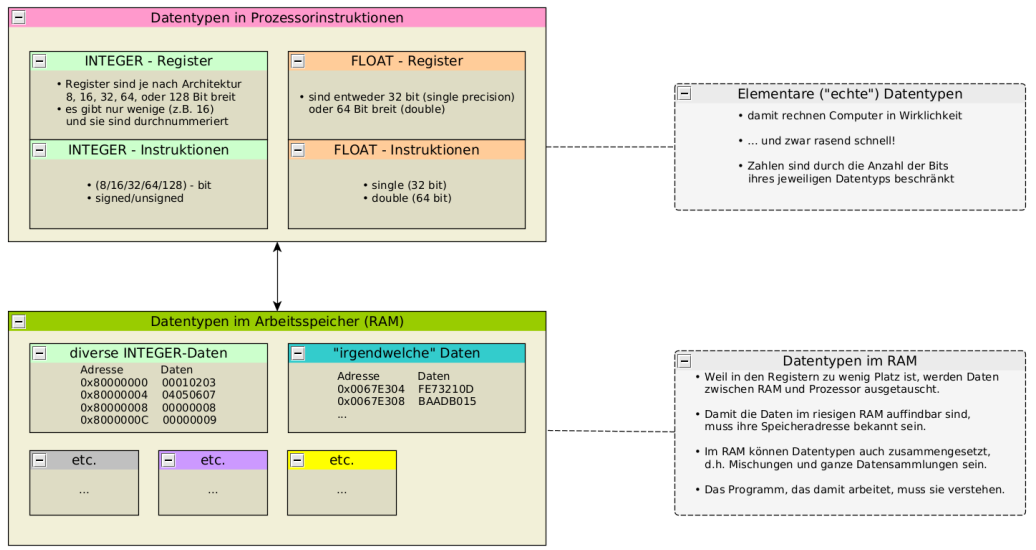 Datentypen in Prozessorinstruktionen
INTEGER - Register
• Register sind je nach Architektur
8, 16, 32, 64, oder 128 Bit breit
• es gibt nur wenige (z.B. 16)
und sie sind durchnummeriert
FLOAT - Register
• sind entweder 32 bit (single precision)
oder 64 Bit breit (double)
INTEGER - Instruktionen
• (8/16/32/64/128) - bit
• signed/unsigned
FLOAT - Instruktionen
• single (32 bit)
• double (64 bit)
Elementare ("echte") Datentypen
• damit rechnen Computer in Wirklichkeit
• ... und zwar rasend schnell!
• Zahlen sind durch die Anzahl der Bits
ihres jeweiligen Datentyps beschränkt
Datentypen im Arbeitsspeicher (RAM)
diverse INTEGER-Daten
Adresse Daten
0x80000000 00010203
0x80000004 04050607
0x80000008 00000008
0x8000000C 00000009
"irgendwelche" Daten
Adresse Daten
0x0067E304 FE73210D
0x0067E308 BAADB015
...
etc.
...
etc.
...
etc.
...
Datentypen im RAM
• Weil in den Registern zu wenig Platz ist, werden Daten
zwischen RAM und Prozessor ausgetauscht.
• Damit die Daten im riesigen RAM auffindbar sind,
muss ihre Speicheradresse bekannt sein.
• Im RAM können Datentypen auch zusammengesetzt,
d.h. Mischungen und ganze Datensammlungen sein.
• Das Programm, das damit arbeitet, muss sie verstehen.